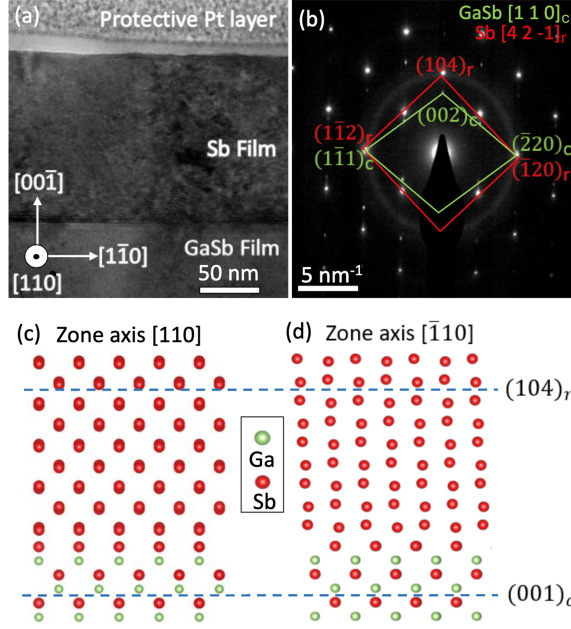 (a)
Protective Pt layer
Sb Film
[001̄]
[11̄0]
[110]
GaSb Film
50 nm
(b)
GaSb [1 1 0]c
Sb [4 2 -1]r
(104)r
(002)c
(11̄2)r
(11̄1)c
(2̄20)c
(1̄20)r
5 nm⁻¹
(c) Zone axis [110]
(d) Zone axis [1̄10]
(104)r
Ga
Sb
(001)c